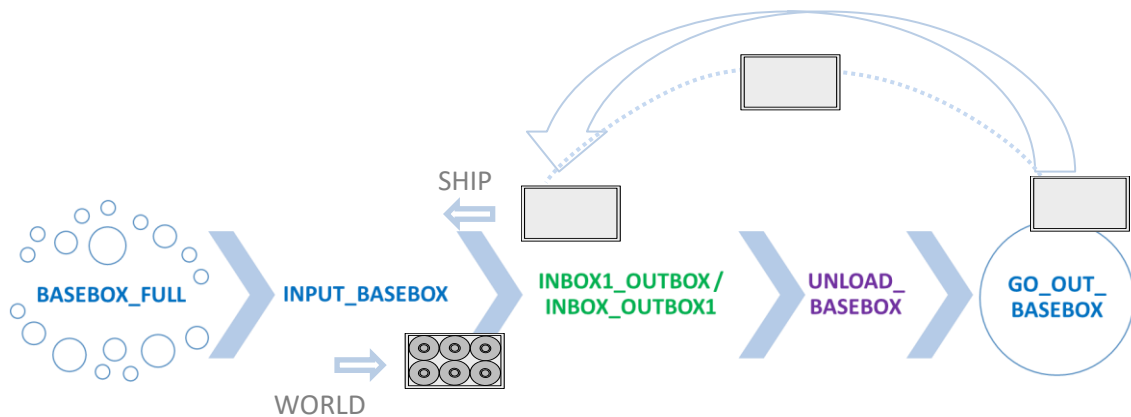 SHIP
BASEBOX_FULL
INPUT_BASEBOX
INBOX1_OUTBOX /
INBOX_OUTBOX1
UNLOAD_
BASEBOX
GO_OUT_
BASEBOX
WORLD